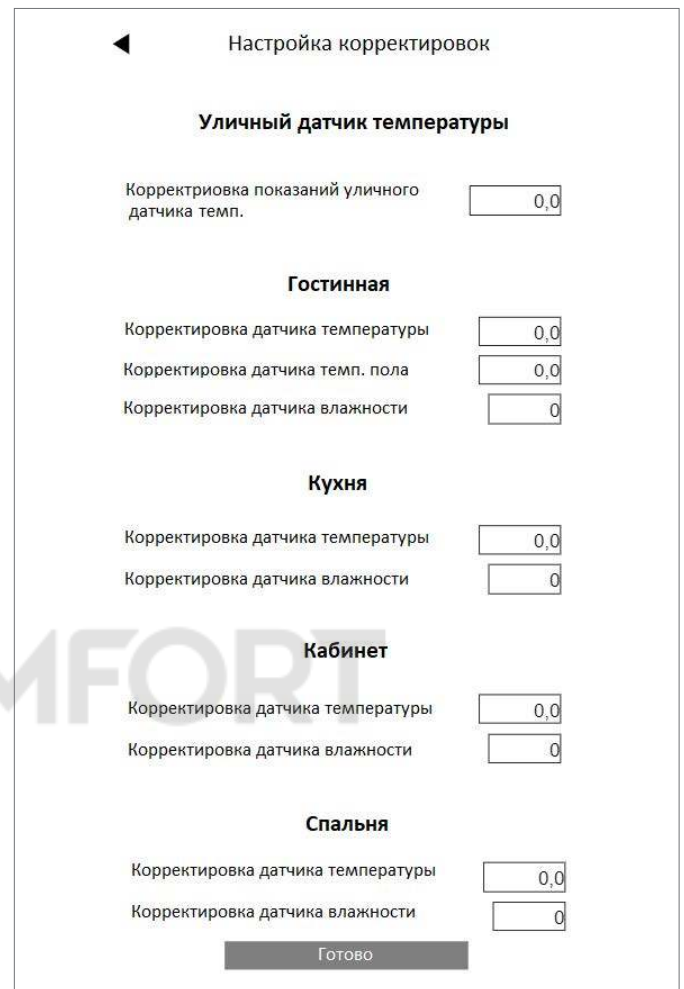 Настройка корректировок
Уличный датчик температуры
Корректриовка показаний уличного
датчика темп.
0,0
Гостинная
Корректировка датчика температуры 0,0
Корректировка датчика темп. пола 0,0
Корректировка датчика влажности 0
Кухня
Корректировка датчика температуры 0,0
Корректировка датчика влажности 0
Кабинет
Корректировка датчика температуры 0,0
Корректировка датчика влажности 0
Спальня
Корректировка датчика температуры 0,0
Корректировка датчика влажности 0
Готово